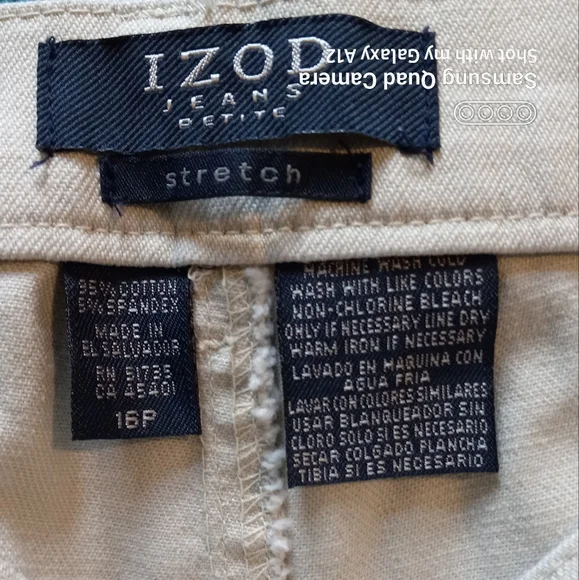 IZOD
JEANS
PETITE
stretch
Shot with my Galaxy A12
Samsung Quad Camera
95% COTTON
5% SPANDEX
MADE IN
EL SALVADOR
RN 51735
CA 45401
16P
MACHINE WASH COLD
WASH WITH LIKE COLORS
NON-CHLORINE BLEACH
ONLY IF NECESSARY LINE DRY
WARM IRON IF NECESSARY
LAVADO EN MAQUINA CON
AGUA FRIA
LAVAR CON COLORES SIMILARES
USAR BLANQUEADOR SIN
CLORO SOLO SI ES NECESARIO
SECAR COLGADO PLANCHA
TIBIA SI ES NECESARIO